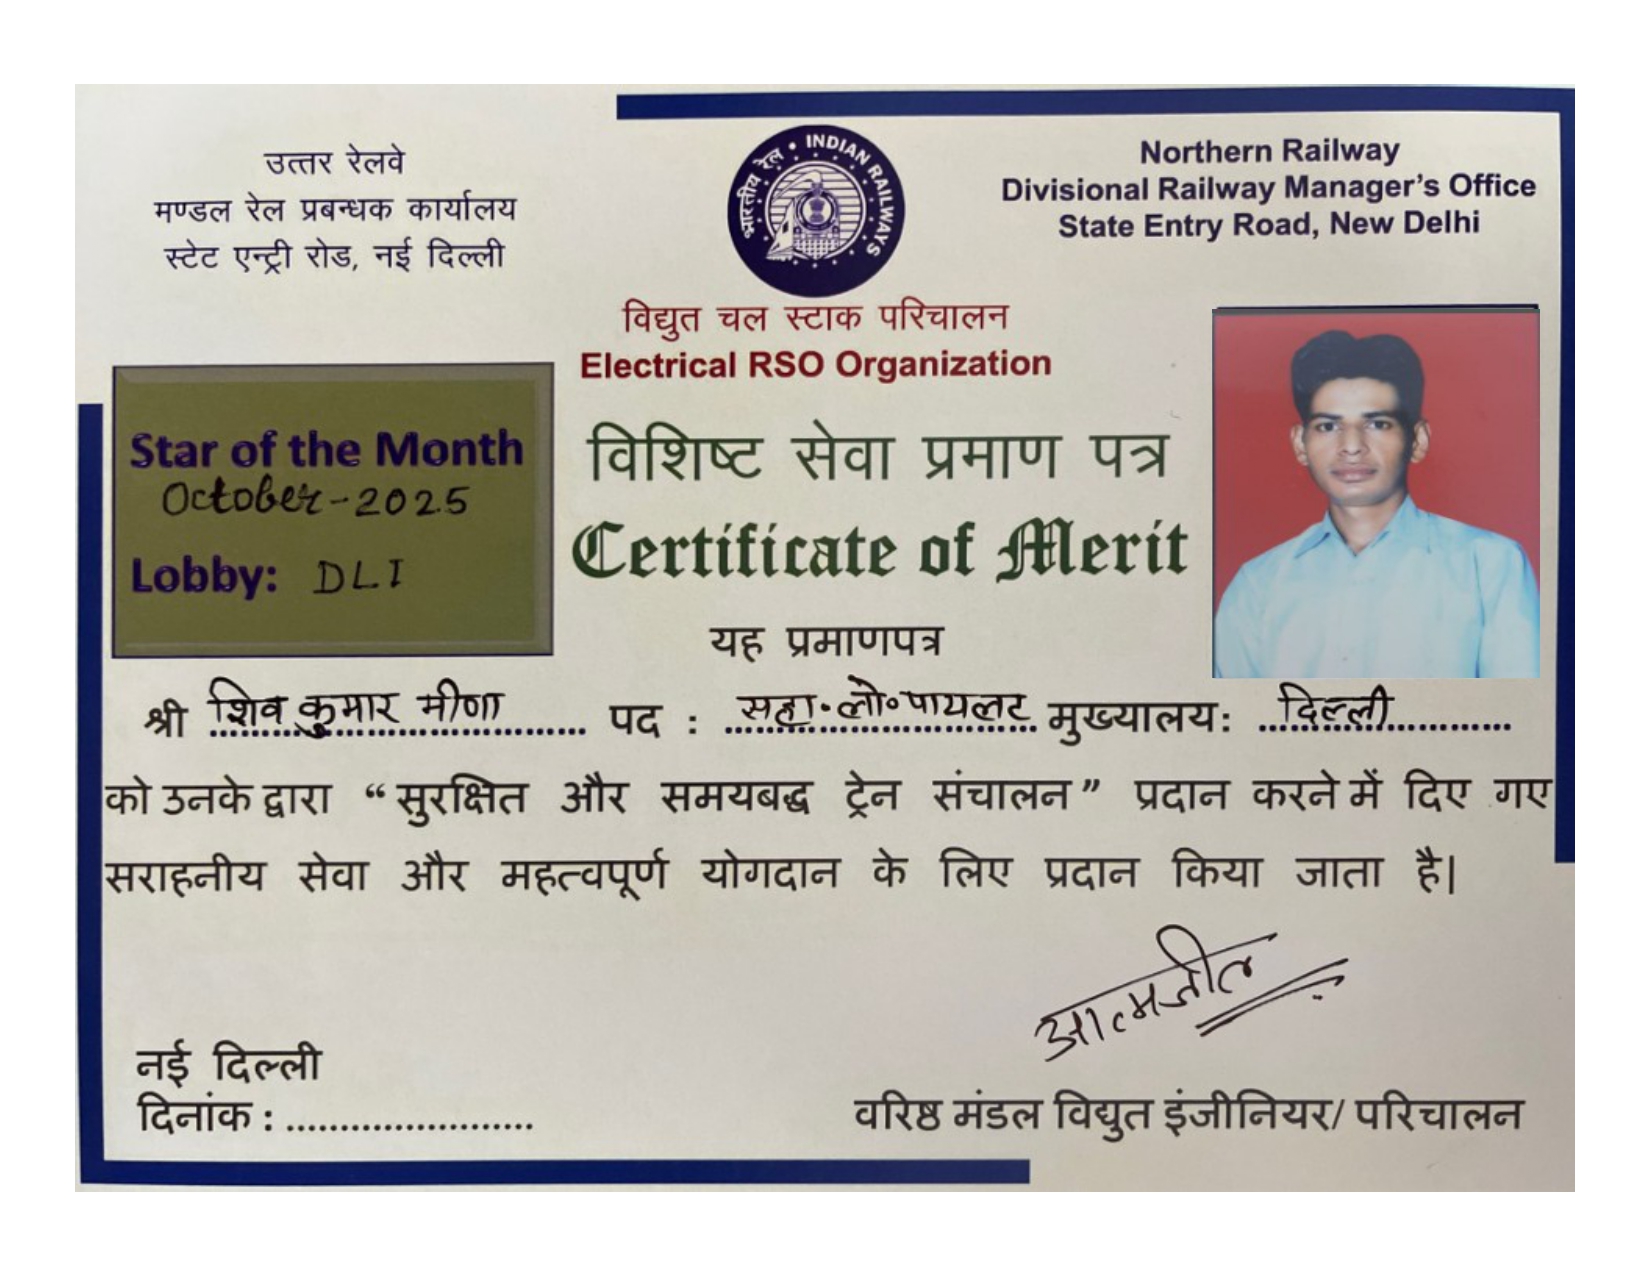 उत्तर रेलवे
मण्डल रेल प्रबन्धक कार्यालय
स्टेट एन्ट्री रोड, नई दिल्ली
भारतीय रेल • INDIAN RAILWAYS
Northern Railway
Divisional Railway Manager's Office
State Entry Road, New Delhi
विद्युत चल स्टाक परिचालन
Electrical RSO Organization
Star of the Month
October-2025
Lobby: DLI
विशिष्ट सेवा प्रमाण पत्र
Certificate of Merit
यह प्रमाणपत्र
श्री शिव कुमार मीणा पद : सहा॰लो॰पायलट मुख्यालय: दिल्ली
को उनके द्वारा “सुरक्षित और समयबद्ध ट्रेन संचालन” प्रदान करने में दिए गए
सराहनीय सेवा और महत्वपूर्ण योगदान के लिए प्रदान किया जाता है|
आत्मजीत
नई दिल्ली
दिनांक : .......................
वरिष्ठ मंडल विद्युत इंजीनियर/ परिचालन